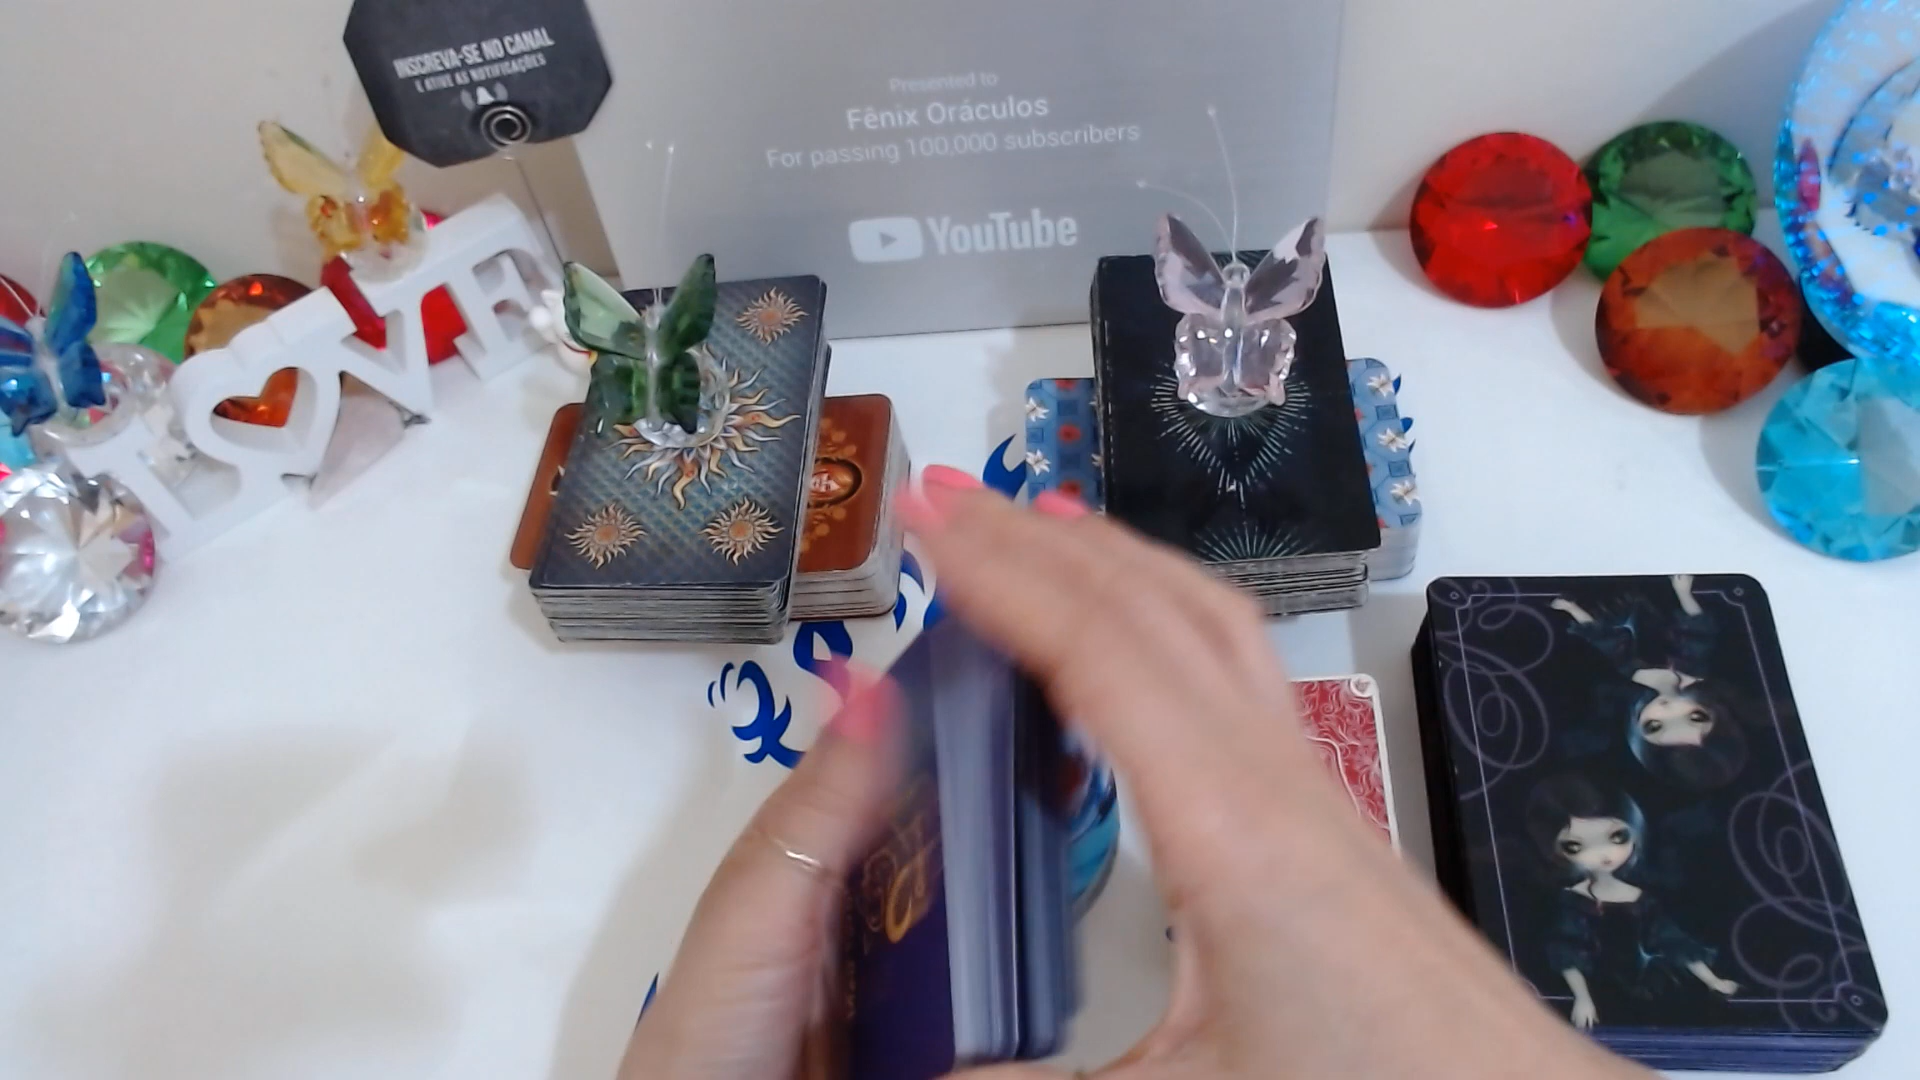 INSCREVA-SE NO CANAL
E ATIVE AS NOTIFICAÇÕES
Presented to
Fênix Oráculos
For passing 100,000 subscribers
YouTube
LOVE